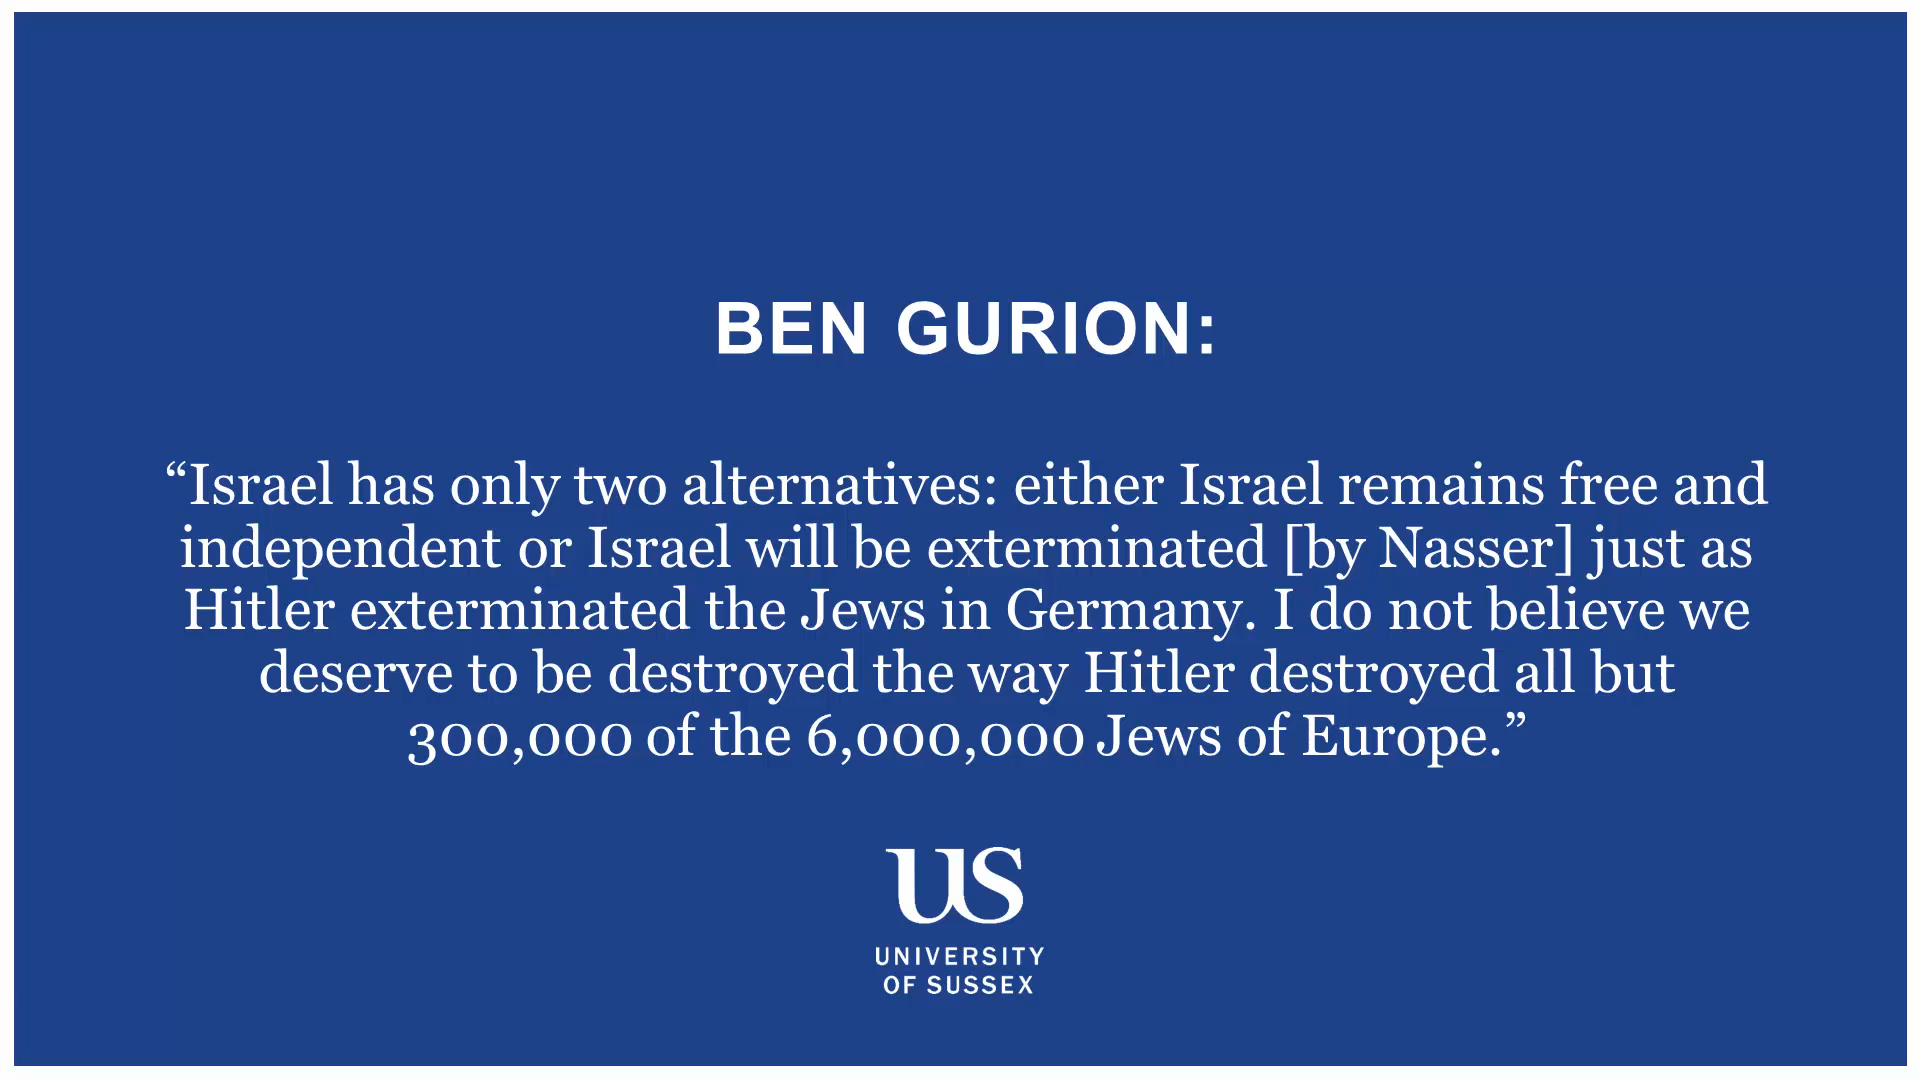 BEN GURION:
“Israel has only two alternatives: either Israel remains free and
independent or Israel will be exterminated [by Nasser] just as
Hitler exterminated the Jews in Germany. I do not believe we
deserve to be destroyed the way Hitler destroyed all but
300,000 of the 6,000,000 Jews of Europe.”
US
UNIVERSITY
OF SUSSEX